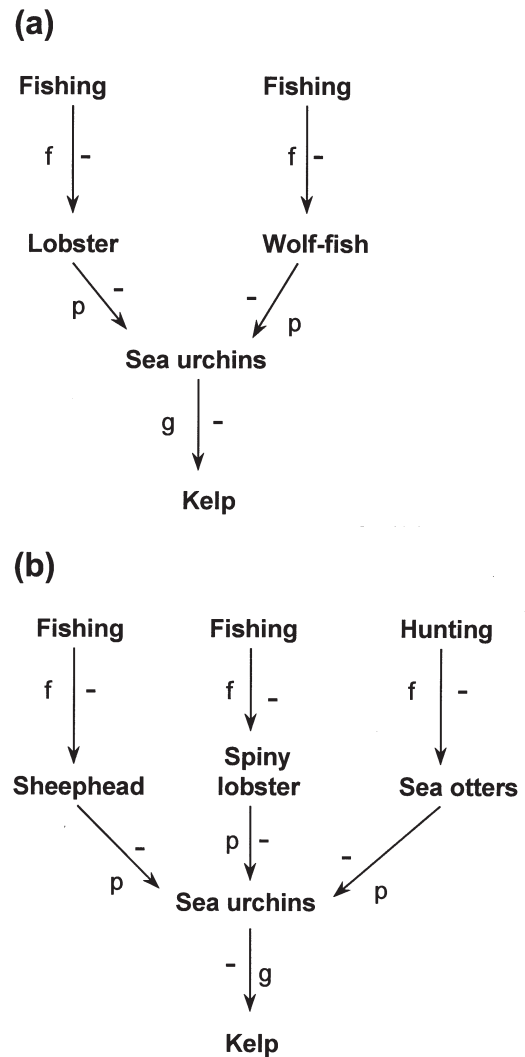 (a)
Fishing Fishing
f - f -
Lobster Wolf-fish
p - - p
Sea urchins
g -
Kelp
(b)
Fishing Fishing Hunting
f - f - f -
Sheephead Spiny lobster Sea otters
p - p - - p
Sea urchins
- g
Kelp